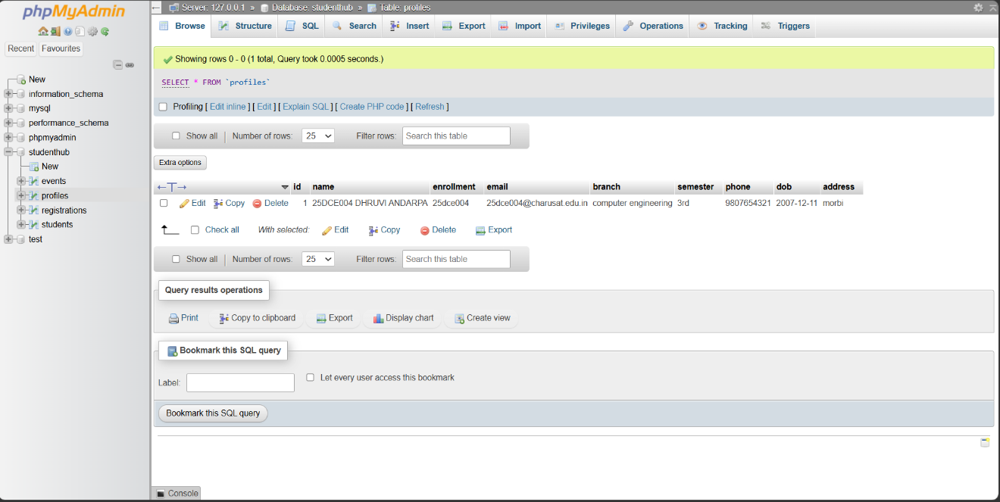 phpMyAdmin
Recent Favourites
New
information_schema
mysql
performance_schema
phpmyadmin
studenthub
New
events
profiles
registrations
students
test
Server: 127.0.0.1 » Database: studenthub » Table: profiles
Browse Structure SQL Search Insert Export Import Privileges Operations Tracking Triggers
Showing rows 0 - 0 (1 total, Query took 0.0005 seconds.)
SELECT * FROM `profiles`
Profiling [ Edit inline ] [ Edit ] [ Explain SQL ] [ Create PHP code ] [ Refresh ]
Show all | Number of rows: 25 Filter rows: Search this table
Extra options
←T→ id name enrollment email branch semester phone dob address
Edit Copy Delete 1 25DCE004 DHRUVI ANDARPA 25dce004 25dce004@charusat.edu.in computer engineering 3rd 9807654321 2007-12-11 morbi
Check all With selected: Edit Copy Delete Export
Show all | Number of rows: 25 Filter rows: Search this table
Query results operations
Print Copy to clipboard Export Display chart Create view
Bookmark this SQL query
Label: Let every user access this bookmark
Bookmark this SQL query
Console